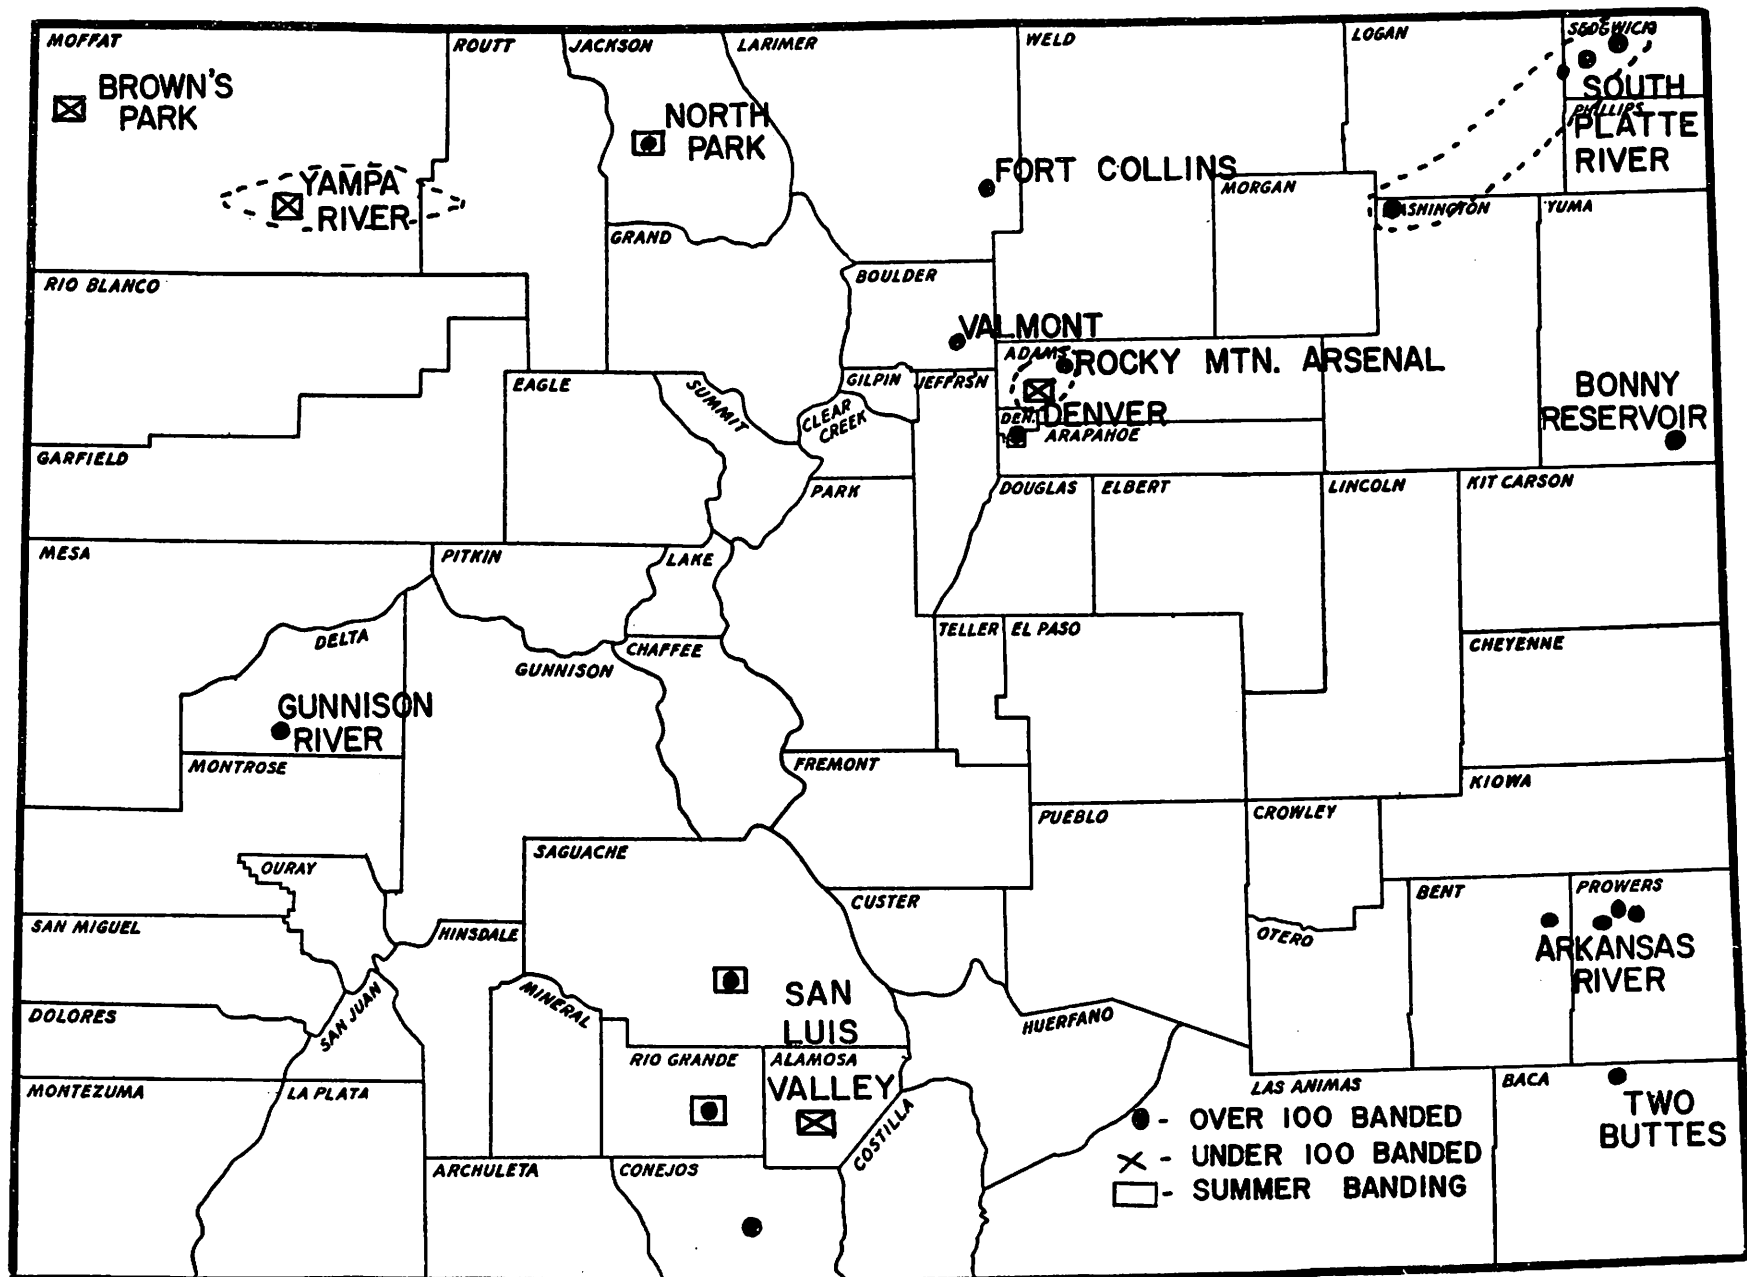 MOFFAT
ROUTT
JACKSON
LARIMER
WELD
LOGAN
SEDGWICK
BROWN'S
PARK
NORTH
PARK
SOUTH
PHILLIPS
PLATTE
RIVER
YAMPA
RIVER
FORT COLLINS
MORGAN
WASHINGTON
YUMA
GRAND
RIO BLANCO
BOULDER
VALMONT
ADAMS
ROCKY MTN. ARSENAL
EAGLE
SUMMIT
GILPIN
JEFFRSN
CLEAR
CREEK
DEN.
DENVER
ARAPAHOE
BONNY
RESERVOIR
GARFIELD
PARK
DOUGLAS
ELBERT
LINCOLN
KIT CARSON
MESA
PITKIN
LAKE
DELTA
GUNNISON
CHAFFEE
TELLER
EL PASO
CHEYENNE
GUNNISON
RIVER
MONTROSE
FREMONT
KIOWA
PUEBLO
CROWLEY
OURAY
SAGUACHE
CUSTER
BENT
PROWERS
SAN MIGUEL
HINSDALE
OTERO
ARKANSAS
RIVER
DOLORES
SAN JUAN
MINERAL
SAN
LUIS
VALLEY
HUERFANO
RIO GRANDE
ALAMOSA
MONTEZUMA
LA PLATA
COSTILLA
LAS ANIMAS
BACA
TWO
BUTTES
ARCHULETA
CONEJOS
- OVER 100 BANDED
- UNDER 100 BANDED
- SUMMER BANDING